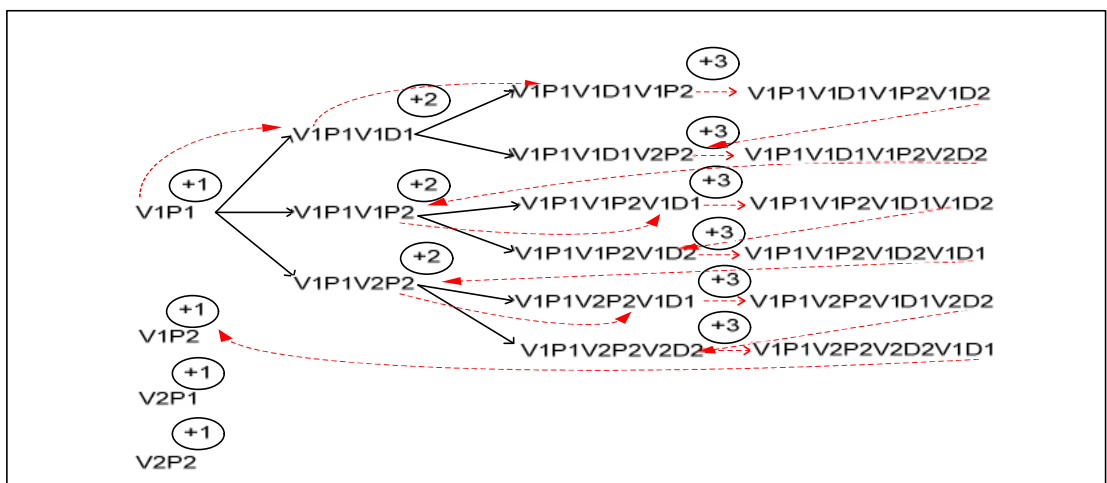 +3
V1P1V1D1V1P2 V1P1V1D1V1P2V1D2
+2
V1P1V1D1
+3
V1P1V1D1V2P2 V1P1V1D1V1P2V2D2
+1
+2
+3
V1P1 V1P1V1P2 V1P1V1P2V1D1 V1P1V1P2V1D1V1D2
+3
V1P1V1P2V1D2 V1P1V1P2V1D2V1D1
+2
V1P1V2P2
+3
V1P1V2P2V1D1 V1P1V2P2V1D1V2D2
+1
+3
V1P2
V1P1V2P2V2D2 V1P1V2P2V2D2V1D1
+1
V2P1
+1
V2P2